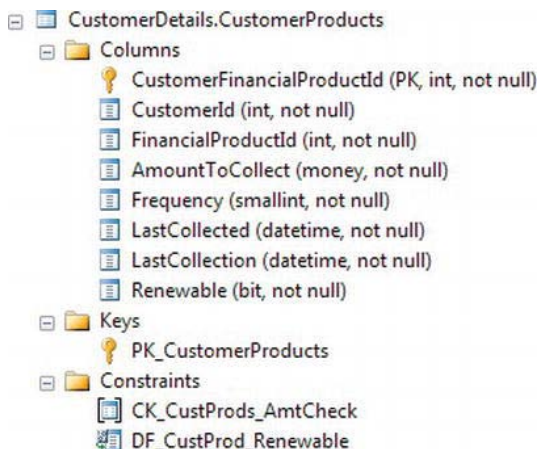 CustomerDetails.CustomerProducts
Columns
CustomerFinancialProductId (PK, int, not null)
CustomerId (int, not null)
FinancialProductId (int, not null)
AmountToCollect (money, not null)
Frequency (smallint, not null)
LastCollected (datetime, not null)
LastCollection (datetime, not null)
Renewable (bit, not null)
Keys
PK_CustomerProducts
Constraints
CK_CustProds_AmtCheck
DF_CustProd_Renewable